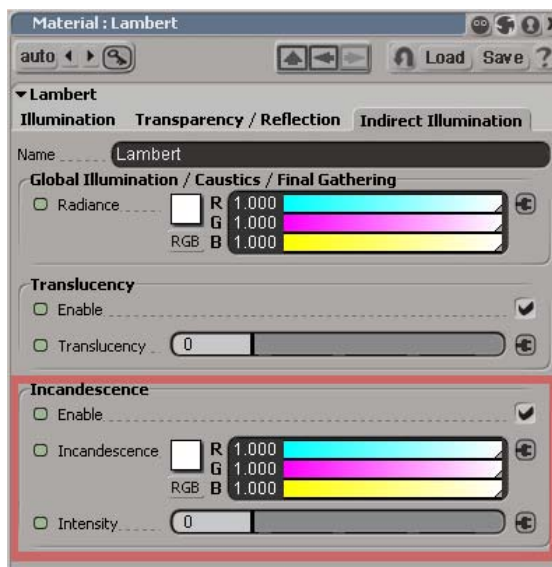 Material : Lambert
auto Load Save ?
Lambert
Illumination Transparency / Reflection Indirect Illumination
Name Lambert
Global Illumination / Caustics / Final Gathering
Radiance R 1.000
G 1.000
RGB B 1.000
Translucency
Enable
Translucency 0
Incandescence
Enable
Incandescence R 1.000
G 1.000
RGB B 1.000
Intensity 0